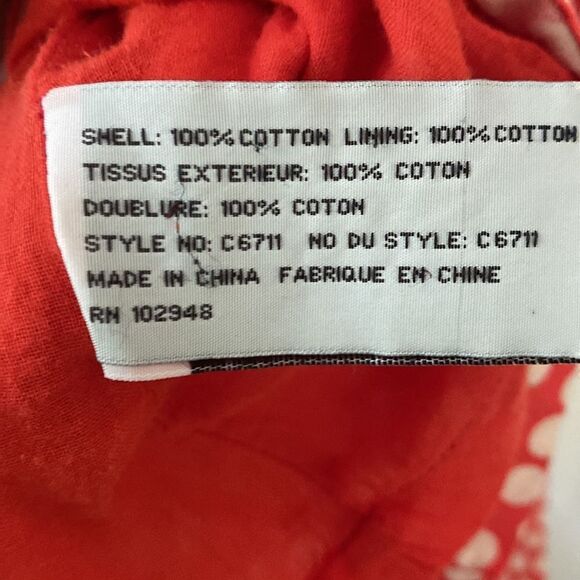 SHELL: 100% COTTON LINING: 100% COTTON
TISSUS EXTERIEUR: 100% COTON
DOUBLURE: 100% COTON
STYLE NO: C6711 NO DU STYLE: C6711
MADE IN CHINA FABRIQUE EN CHINE
RN 102948